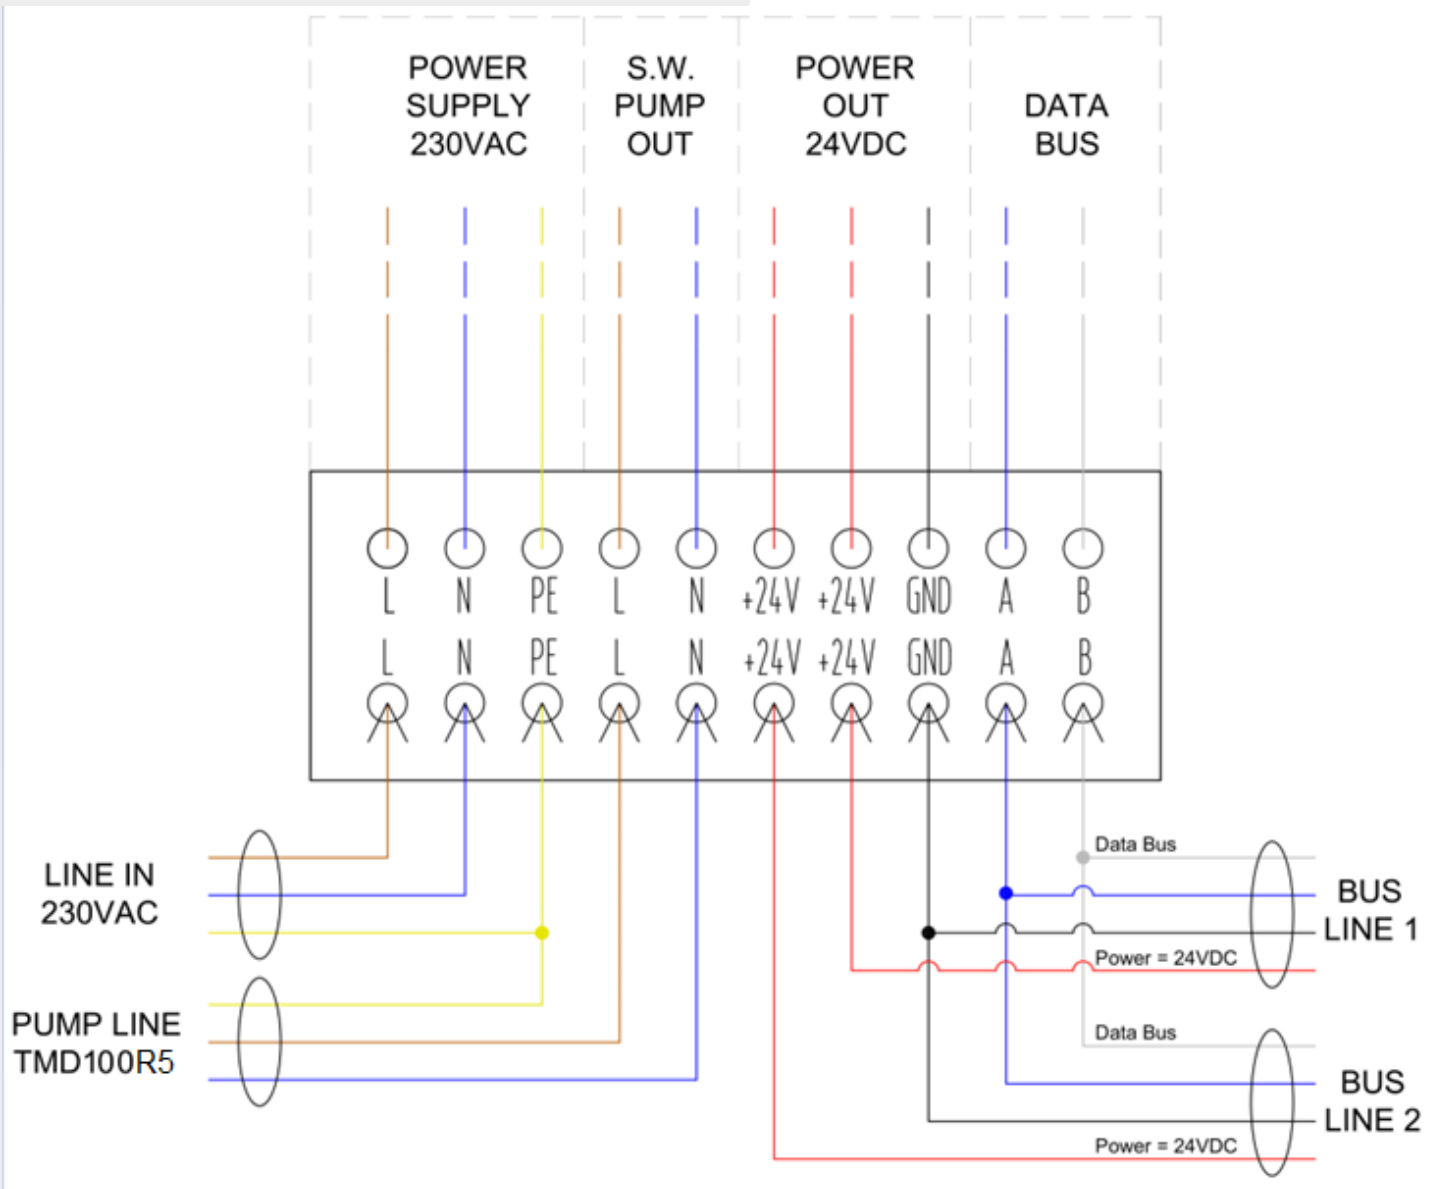 POWER
SUPPLY
230VAC
S.W.
PUMP
OUT
POWER
OUT
24VDC
DATA
BUS
L N PE L N +24V +24V GND A B
L N PE L N +24V +24V GND A B
LINE IN
230VAC
PUMP LINE
TMD100R5
Data Bus
BUS
LINE 1
Power = 24VDC
Data Bus
BUS
LINE 2
Power = 24VDC